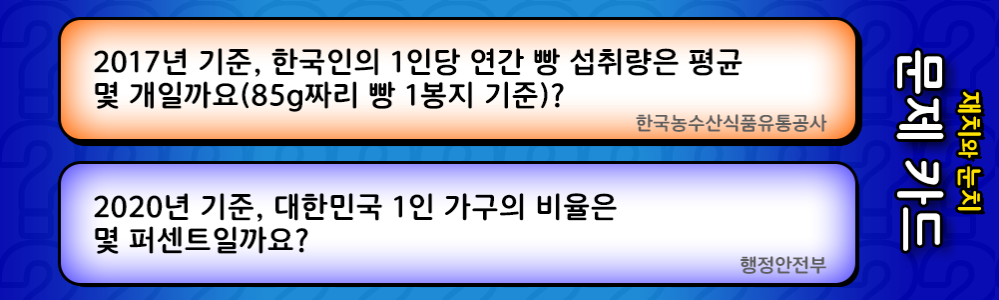 2017년 기준, 한국인의 1인당 연간 빵 섭취량은 평균
몇 개일까요(85g짜리 빵 1봉지 기준)?
한국농수산식품유통공사
2020년 기준, 대한민국 1인 가구의 비율은
몇 퍼센트일까요?
행정안전부
재치와 눈치
문제 카드